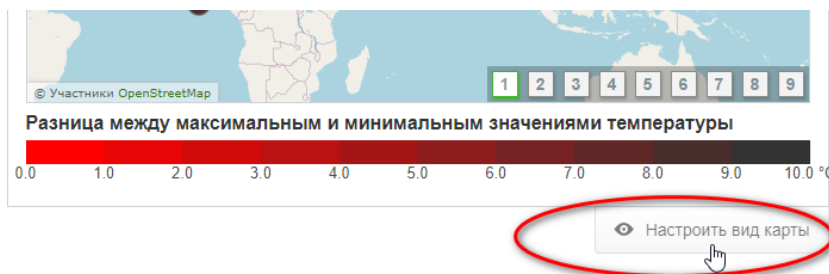 © Участники OpenStreetMap
1 2 3 4 5 6 7 8 9
Разница между максимальным и минимальным значениями температуры
0.0 1.0 2.0 3.0 4.0 5.0 6.0 7.0 8.0 9.0 10.0 °C
Настроить вид карты